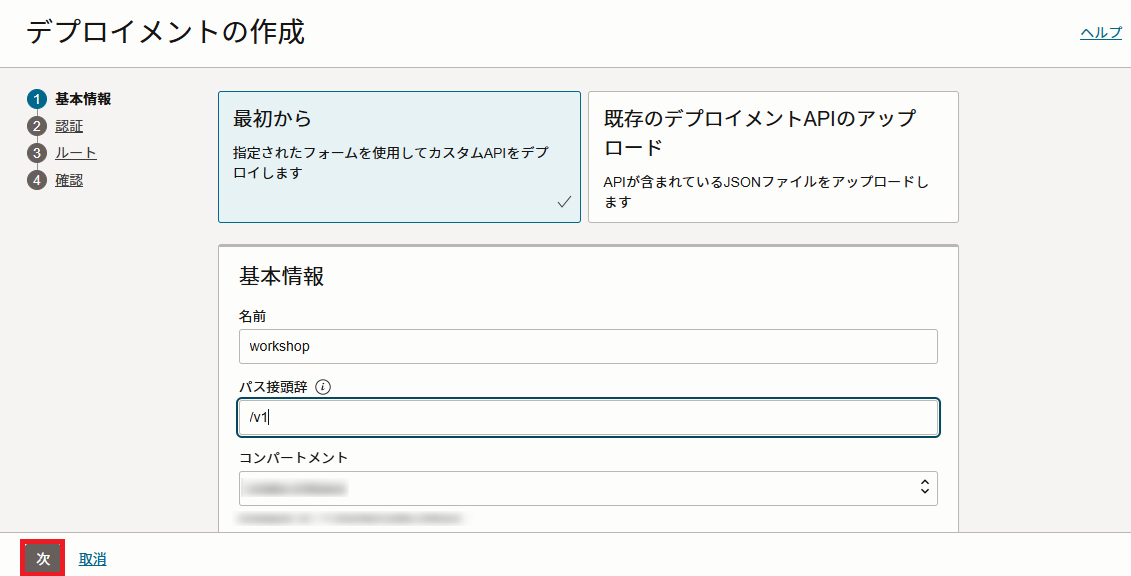 デプロイメントの作成
ヘルプ
1 基本情報
2 認証
3 ルート
4 確認
最初から
指定されたフォームを使用してカスタムAPIをデプ
ロイします
既存のデプロイメントAPIのアップ
ロード
APIが含まれているJSONファイルをアップロードし
ます
基本情報
名前
workshop
パス接頭辞 i
/v1
コンパートメント
次 取消